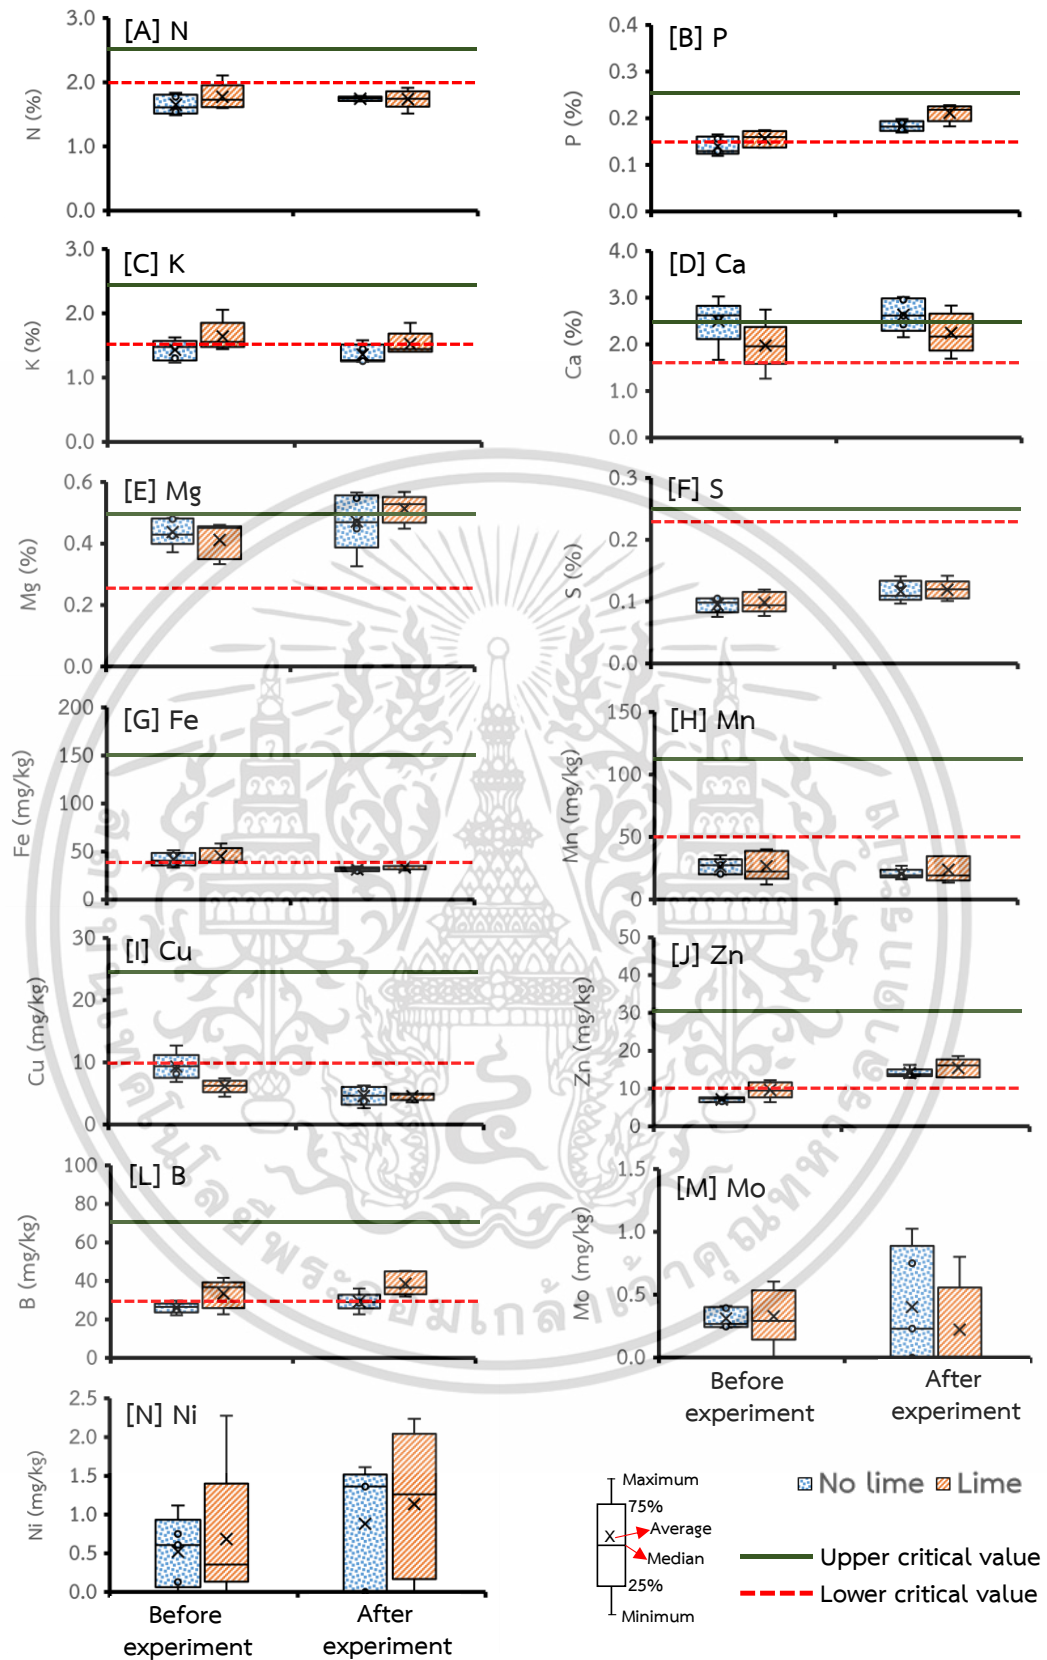 [A] N
3.0
2.0
1.0
0.0
N (%)
[B] P
0.4
0.3
0.2
0.1
0.0
P (%)
[C] K
3.0
2.0
1.0
0.0
K (%)
[D] Ca
4.0
3.0
2.0
1.0
0.0
Ca (%)
[E] Mg
0.6
0.4
0.2
0.0
Mg (%)
[F] S
0.3
0.2
0.1
0.0
S (%)
[G] Fe
200
150
100
50
0
Fe (mg/kg)
[H] Mn
150
100
50
0
Mn (mg/kg)
[I] Cu
30
20
10
0
Cu (mg/kg)
[J] Zn
50
40
30
20
10
0
Zn (mg/kg)
[L] B
100
80
60
40
20
0
B (mg/kg)
[M] Mo
1.5
1.0
0.5
0.0
Mo (mg/kg)
Before
experiment
After
experiment
[N] Ni
2.5
2.0
1.5
1.0
0.5
0.0
Ni (mg/kg)
Before
experiment
After
experiment
Maximum
75%
X
Average
Median
25%
Minimum
No lime Lime
Upper critical value
Lower critical value